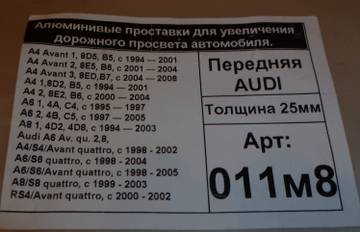 Алюминивые проставки для увеличения
дорожного просвета автомобиля.
A4 Avant 1, 8D5, B5, с 1994 — 2001
A4 Avant 2, 8E5, B6, с 2001 — 2004
A4 Avant 3, 8ED,B7, с 2004 — 2008
A4 1,8D2, B5, с 1994 — 2001
A4 2, 8E2, B6, с 2000 — 2004
A6 1, 4A, C4, с 1995 — 1997
A6 2, 4B, C5, с 1997 — 2005
A8 1, 4D2, 4D8, с 1994 — 2003
Audi A6 Av. qu. 2,8,
A4/S4/Avant quattro, с 1998 - 2002
A6/S6 quattro, с 1998 - 2004
A6/S6/Avant quattro, с 1998 - 2005
A8/S8 quattro, с 1999 - 2003
RS4/Avant quattro, с 2000 - 2002
Передняя
AUDI
Толщина 25мм
Арт:
011м8